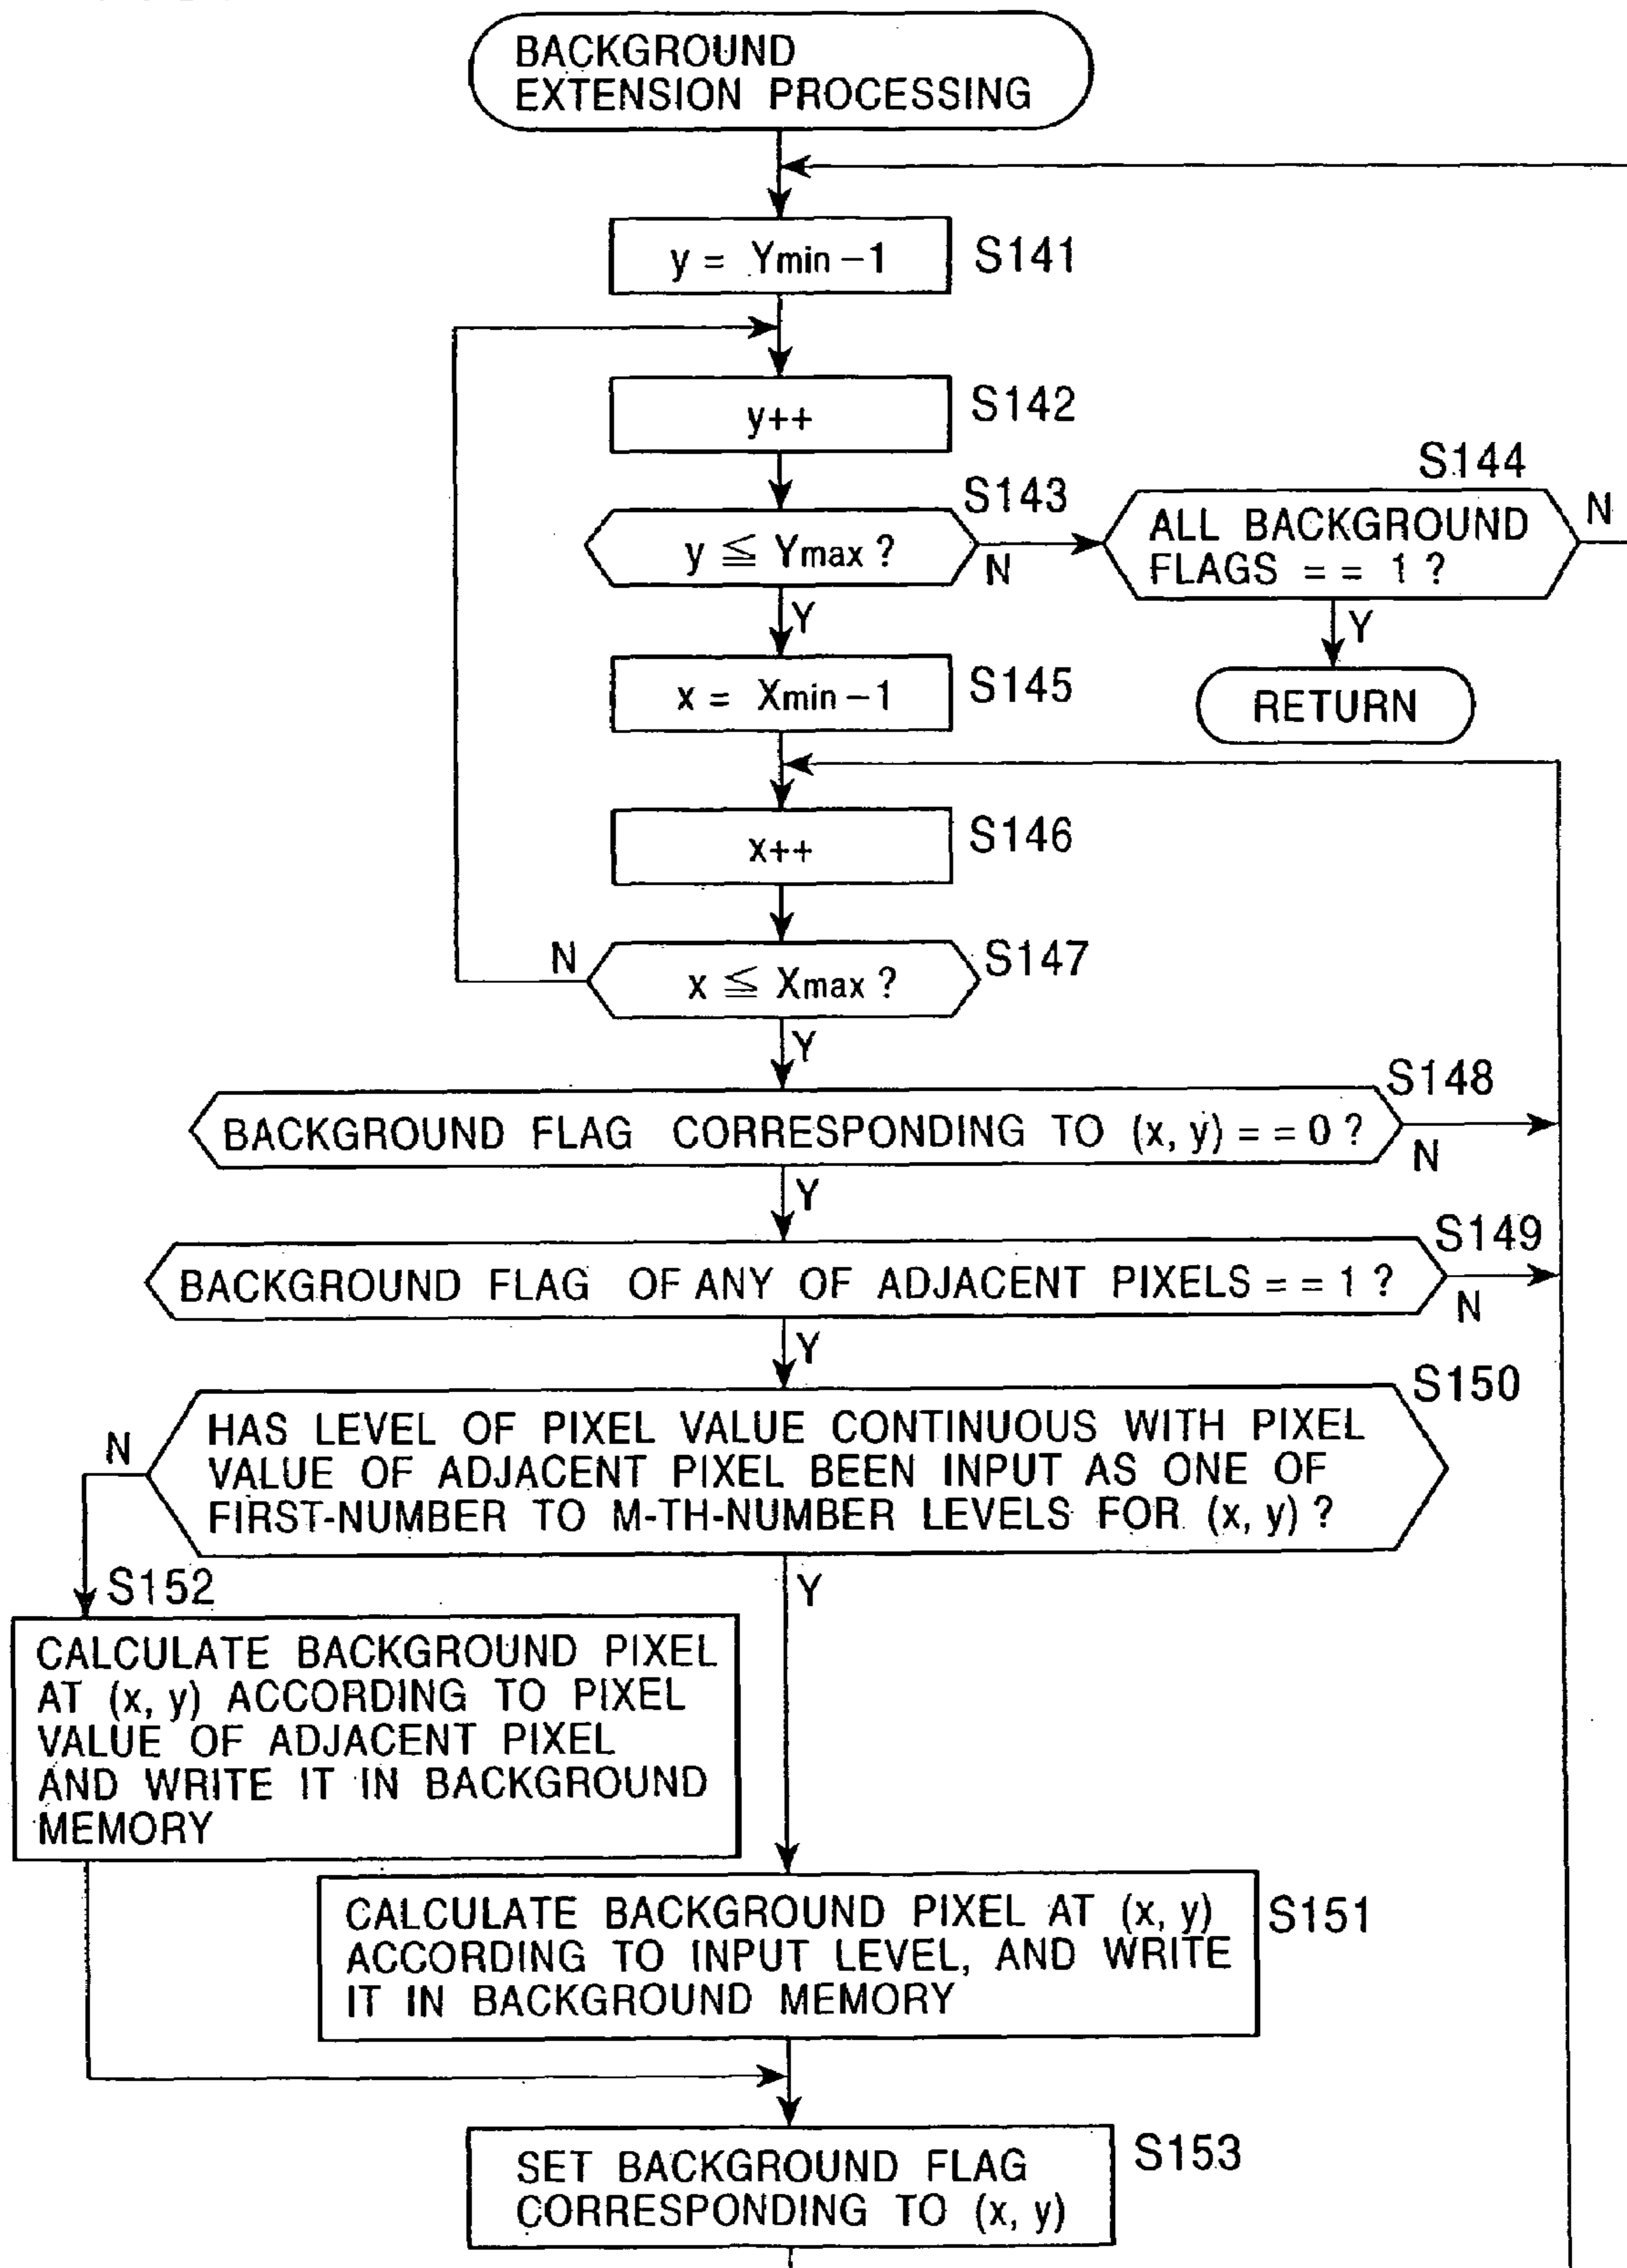 BACKGROUND
EXTENSION PROCESSING
y = Ymin −1
S141
y++
S142
S143
y ≦ Ymax ?
N
S144
ALL BACKGROUND
FLAGS = = 1 ?
N
Y
Y
RETURN
x = Xmin −1
S145
x++
S146
N
x ≦ Xmax ?
S147
Y
S148
BACKGROUND FLAG CORRESPONDING TO (x, y) = = 0 ?
N
Y
S149
BACKGROUND FLAG OF ANY OF ADJACENT PIXELS = = 1 ?
N
Y
S150
N
HAS LEVEL OF PIXEL VALUE CONTINUOUS WITH PIXEL
VALUE OF ADJACENT PIXEL BEEN INPUT AS ONE OF
FIRST-NUMBER TO M-TH-NUMBER LEVELS FOR (x, y) ?
Y
S152
CALCULATE BACKGROUND PIXEL
AT (x, y) ACCORDING TO PIXEL
VALUE OF ADJACENT PIXEL
AND WRITE IT IN BACKGROUND
MEMORY
CALCULATE BACKGROUND PIXEL AT (x, y)
ACCORDING TO INPUT LEVEL, AND WRITE
IT IN BACKGROUND MEMORY
S151
SET BACKGROUND FLAG
CORRESPONDING TO (x, y)
S153